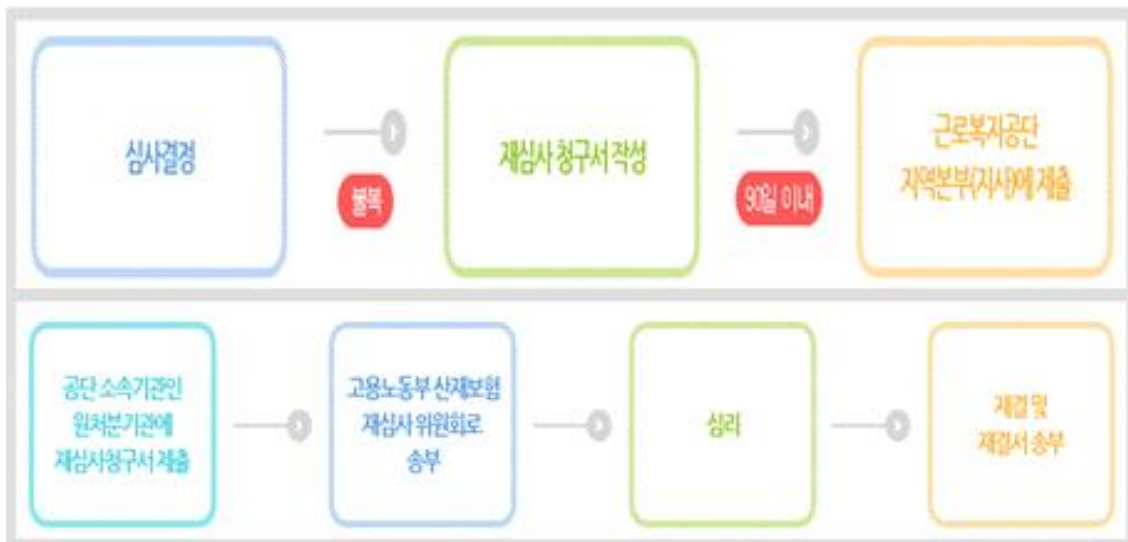 심사결정
불복
재심사 청구서 작성
90일 이내
근로복지공단
지역본부(지사)에 제출
공단 소속기관인
원처분기관에
재심사청구서 제출
고용노동부 산재보험
재심사 위원회로
송부
심리
재결 및
재결서 송부